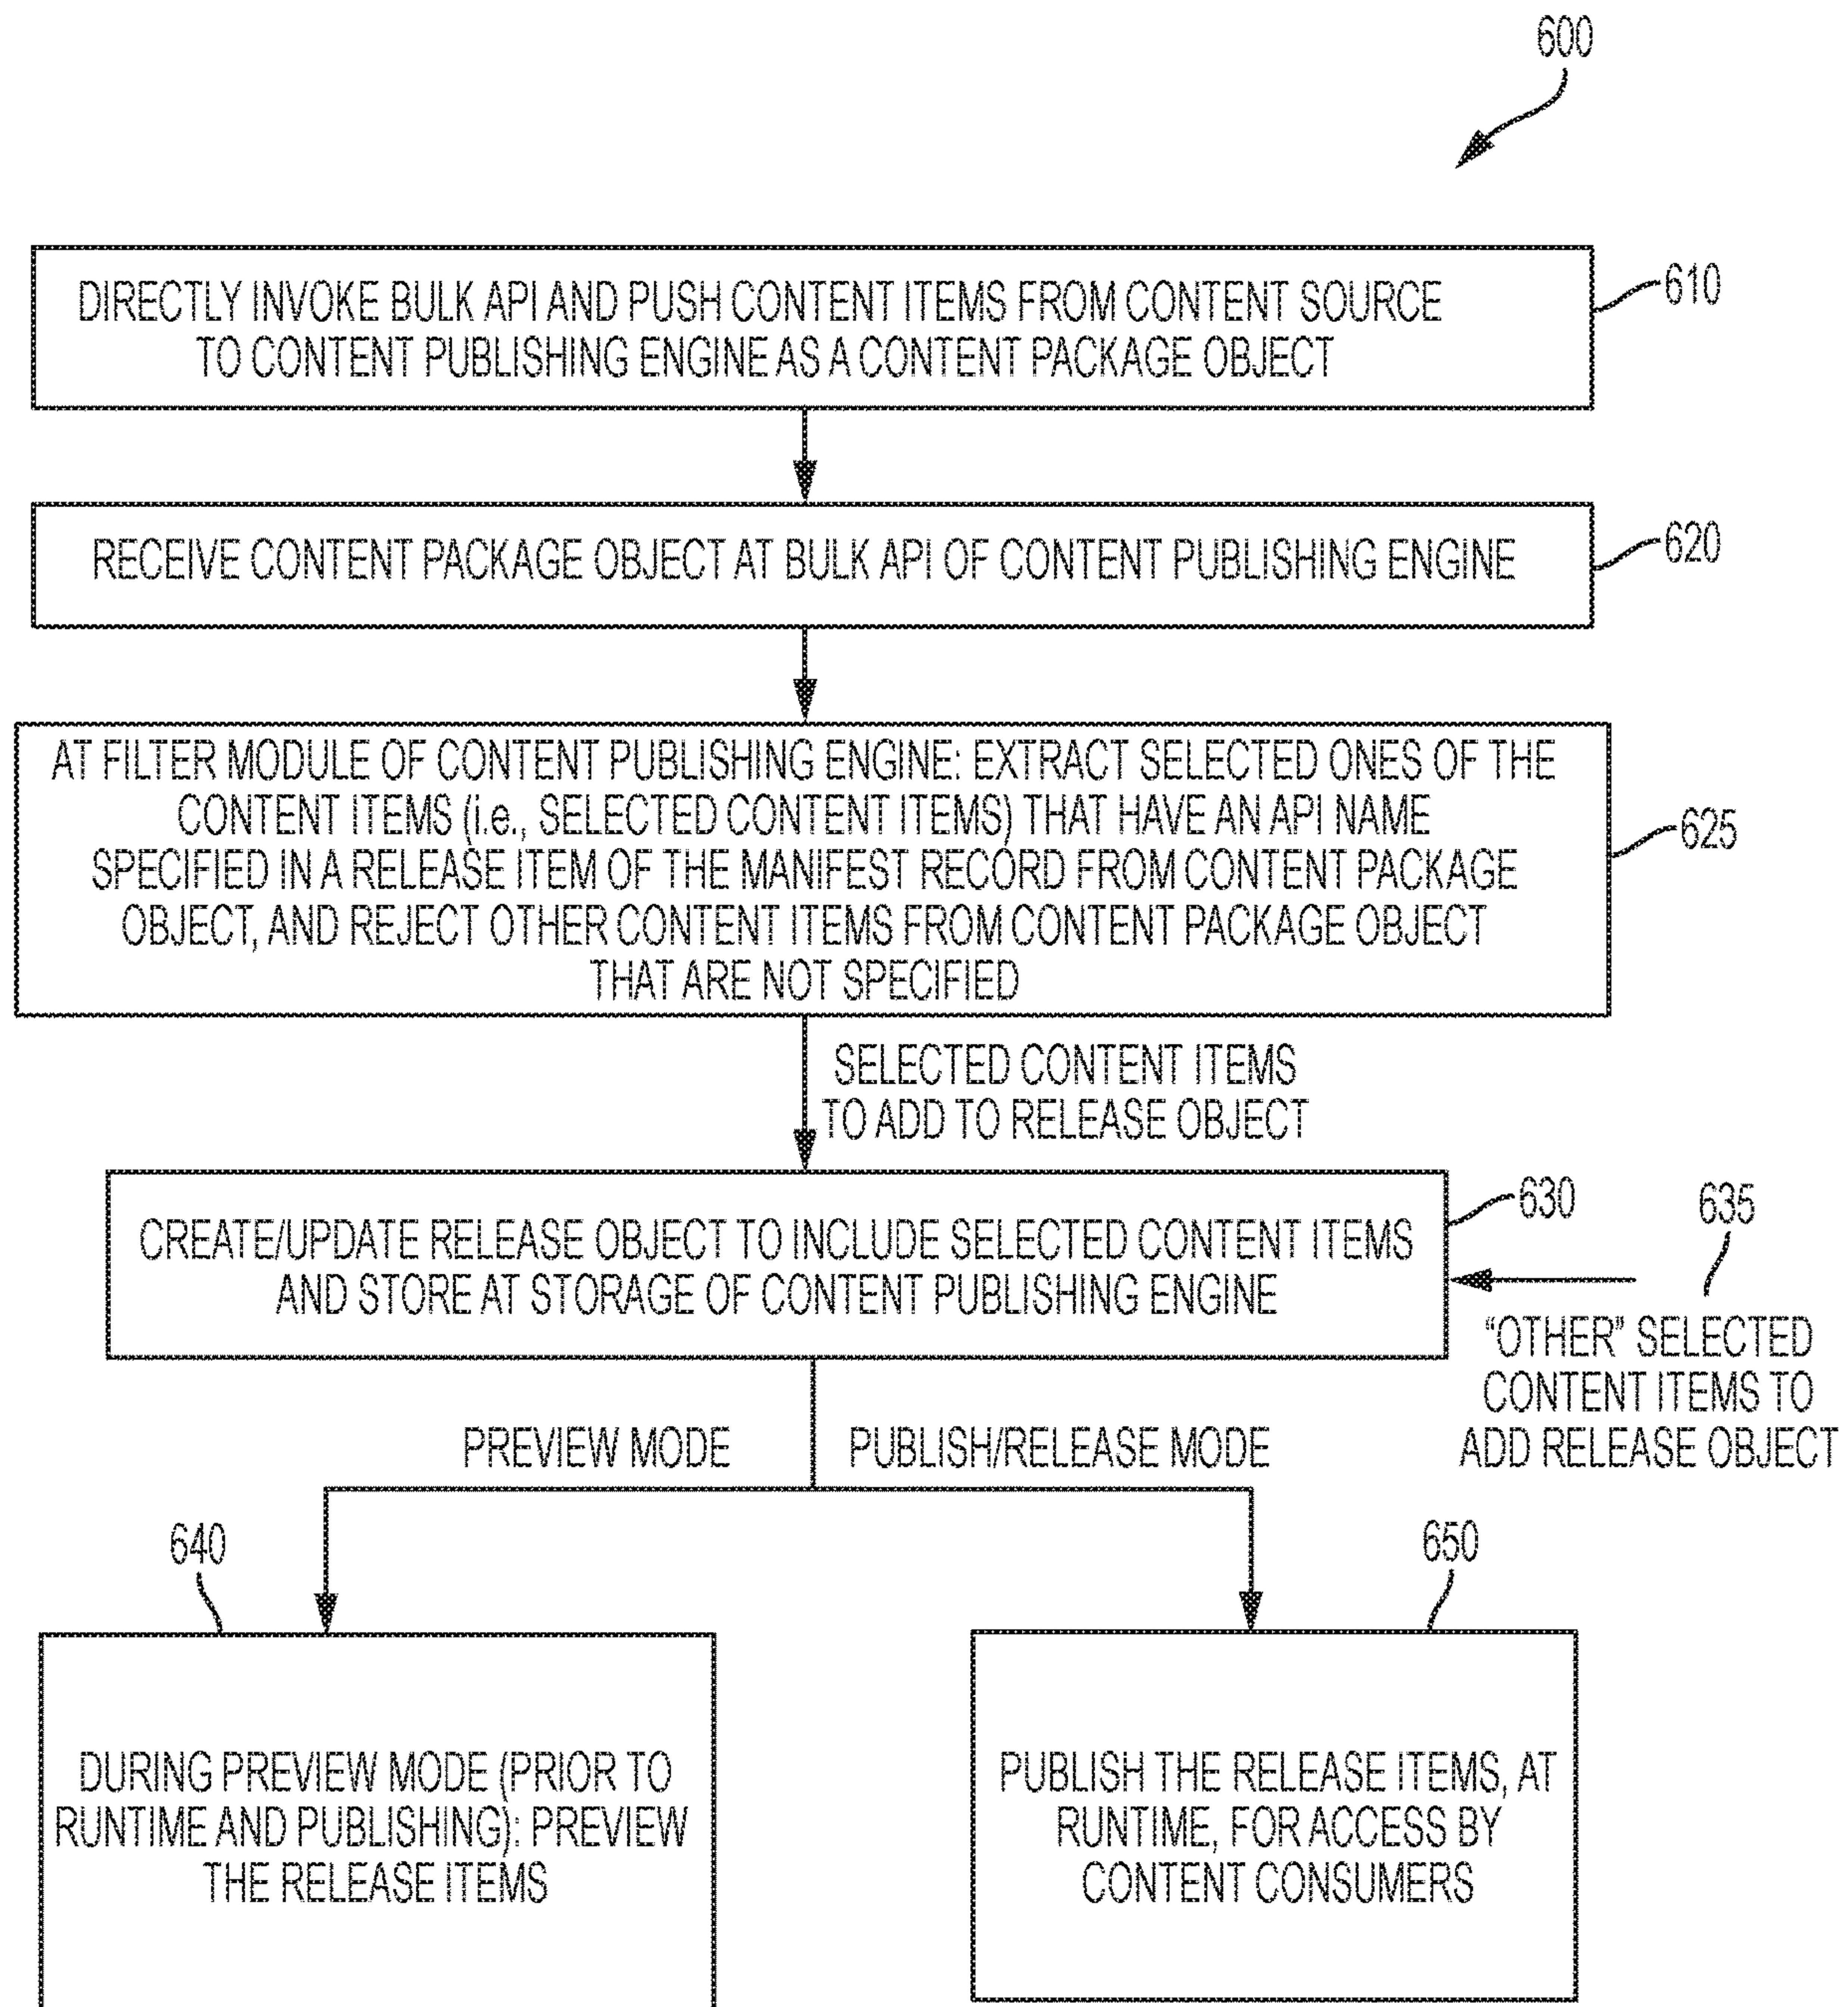 600
DIRECTLY INVOKE BULK API AND PUSH CONTENT ITEMS FROM CONTENT SOURCE
TO CONTENT PUBLISHING ENGINE AS A CONTENT PACKAGE OBJECT
610
RECEIVE CONTENT PACKAGE OBJECT AT BULK API OF CONTENT PUBLISHING ENGINE
620
AT FILTER MODULE OF CONTENT PUBLISHING ENGINE: EXTRACT SELECTED ONES OF THE
CONTENT ITEMS (i.e., SELECTED CONTENT ITEMS) THAT HAVE AN API NAME
SPECIFIED IN A RELEASE ITEM OF THE MANIFEST RECORD FROM CONTENT PACKAGE
OBJECT, AND REJECT OTHER CONTENT ITEMS FROM CONTENT PACKAGE OBJECT
THAT ARE NOT SPECIFIED
625
SELECTED CONTENT ITEMS
TO ADD TO RELEASE OBJECT
CREATE/UPDATE RELEASE OBJECT TO INCLUDE SELECTED CONTENT ITEMS
AND STORE AT STORAGE OF CONTENT PUBLISHING ENGINE
630
635
"OTHER" SELECTED
CONTENT ITEMS TO
ADD RELEASE OBJECT
PREVIEW MODE
PUBLISH/RELEASE MODE
640
DURING PREVIEW MODE (PRIOR TO
RUNTIME AND PUBLISHING): PREVIEW
THE RELEASE ITEMS
650
PUBLISH THE RELEASE ITEMS, AT
RUNTIME, FOR ACCESS BY
CONTENT CONSUMERS